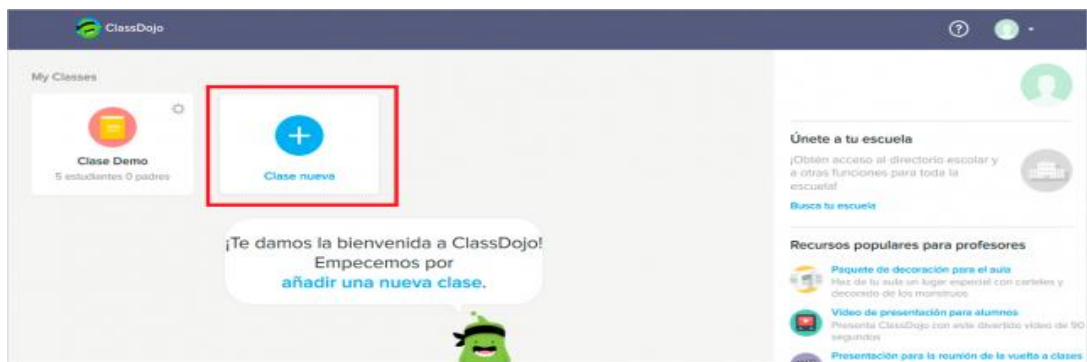 ClassDojo
My Classes
Clase Demo
5 estudiantes 0 padres
Clase nueva
¡Te damos la bienvenida a ClassDojo!
Empecemos por
añadir una nueva clase.
Únete a tu escuela
¡Obtén acceso al directorio escolar y
a otras funciones para toda la
escuela!
Busca tu escuela
Recursos populares para profesores
Paquete de decoración para el aula
Haz de tu aula un lugar especial con carteles y
decorado de los monstruos
Vídeo de presentación para alumnos
Presenta ClassDojo con este divertido vídeo de 90
segundos
Presentación para la reunión de la vuelta a clases